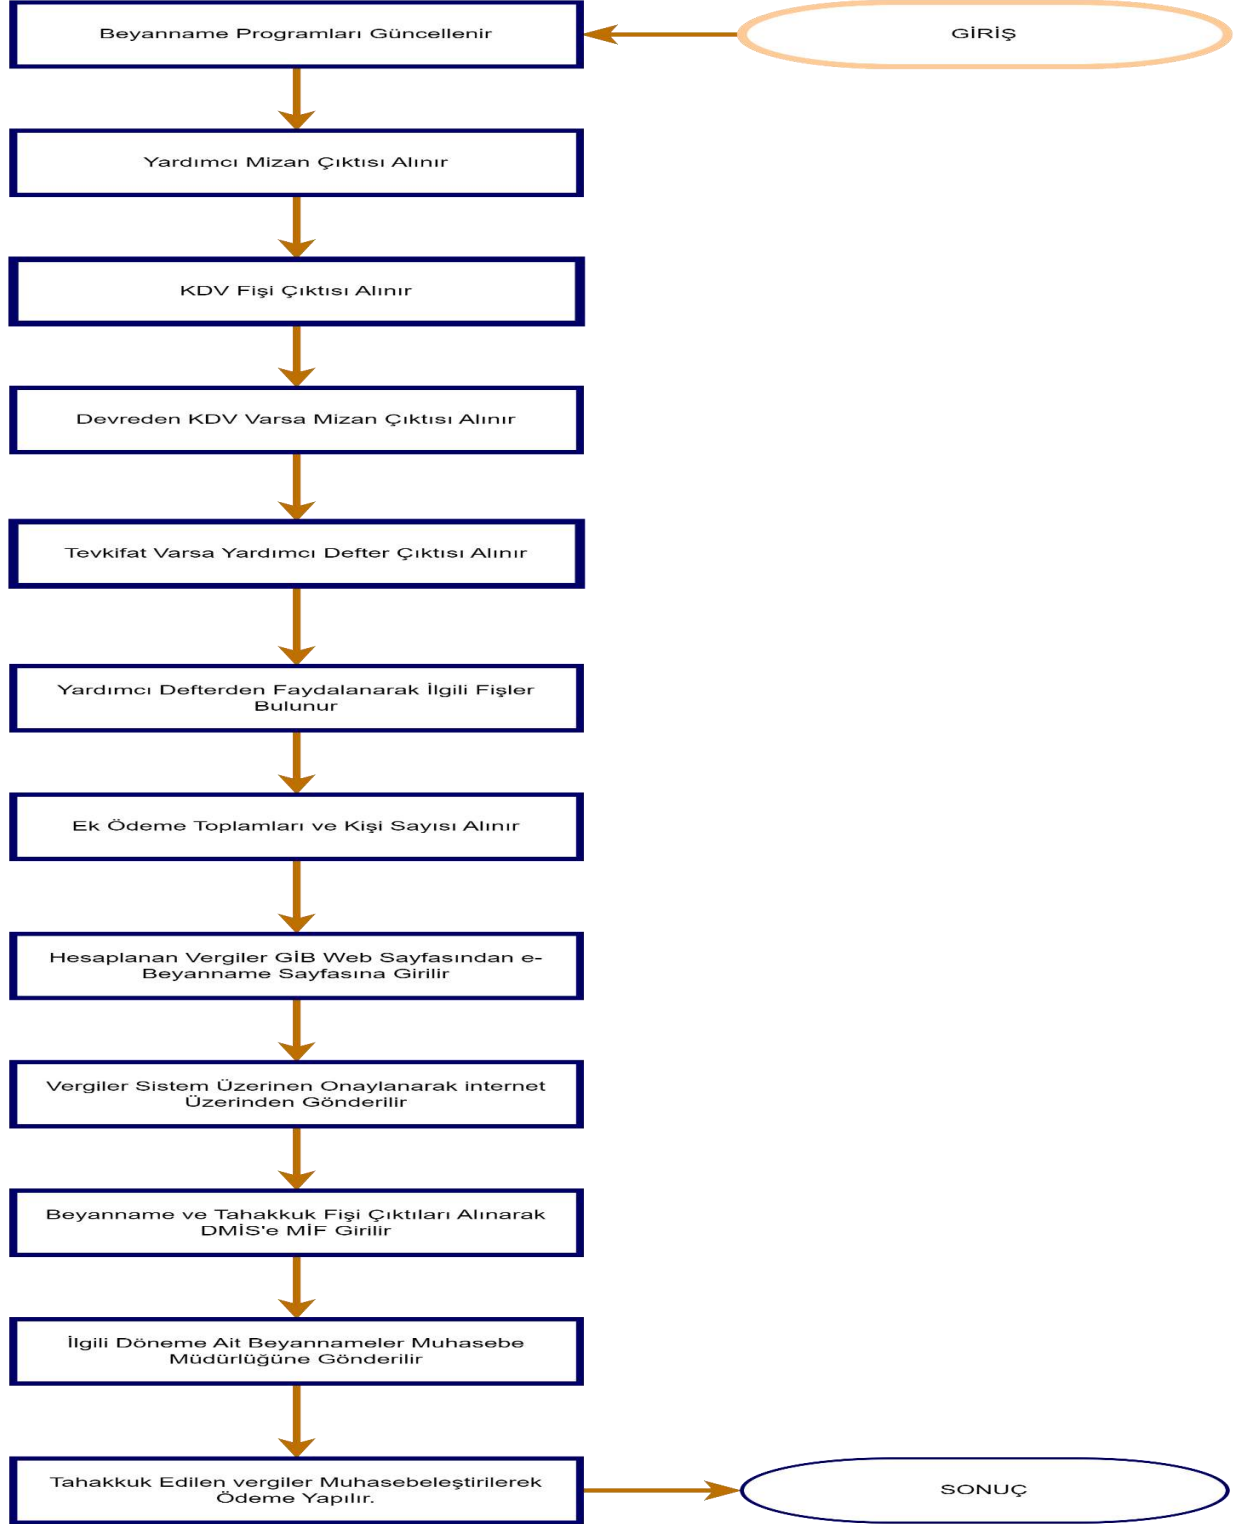 GİRİŞ
Beyanname Programları Güncellenir
Yardımcı Mizan Çıktısı Alınır
KDV Fişi Çıktısı Alınır
Devreden KDV Varsa Mizan Çıktısı Alınır
Tevkifat Varsa Yardımcı Defter Çıktısı Alınır
Yardımcı Defterden Faydalanarak İlgili Fişler
Bulunur
Ek Ödeme Toplamları ve Kişi Sayısı Alınır
Hesaplanan Vergiler GİB Web Sayfasından e-
Beyanname Sayfasına Girilir
Vergiler Sistem Üzerinen Onaylanarak internet
Üzerinden Gönderilir
Beyanname ve Tahakkuk Fişi Çıktıları Alınarak
DMİS'e MİF Girilir
İlgili Döneme Ait Beyannameler Muhasebe
Müdürlüğüne Gönderilir
Tahakkuk Edilen vergiler Muhasebeleştirilerek
Ödeme Yapılır.
SONUÇ